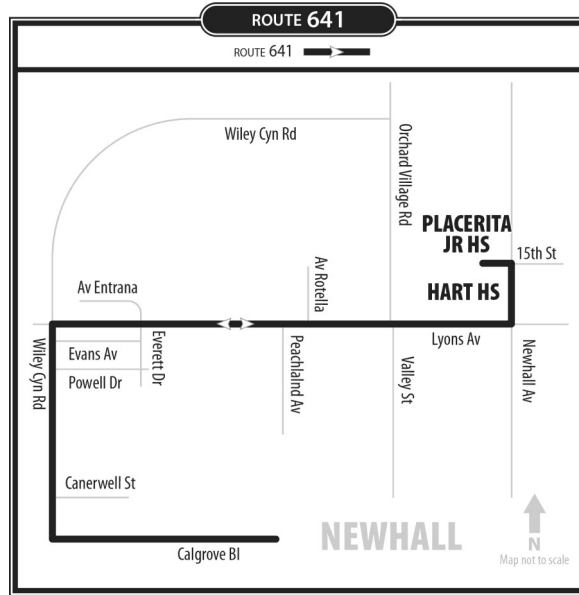 ROUTE 641
ROUTE 641
Wiley Cyn Rd
Orchard Village Rd
PLACERITA
JR HS
15th St
Av Rotella
Av Entrana
HART HS
Lyons Av
Wiley Cyn Rd
Evans Av
Everett Dr
Peachlalnd Av
Valley St
Newhall Av
Powell Dr
Canerwell St
NEWHALL
N
Calgrove Bl
Map not to scale